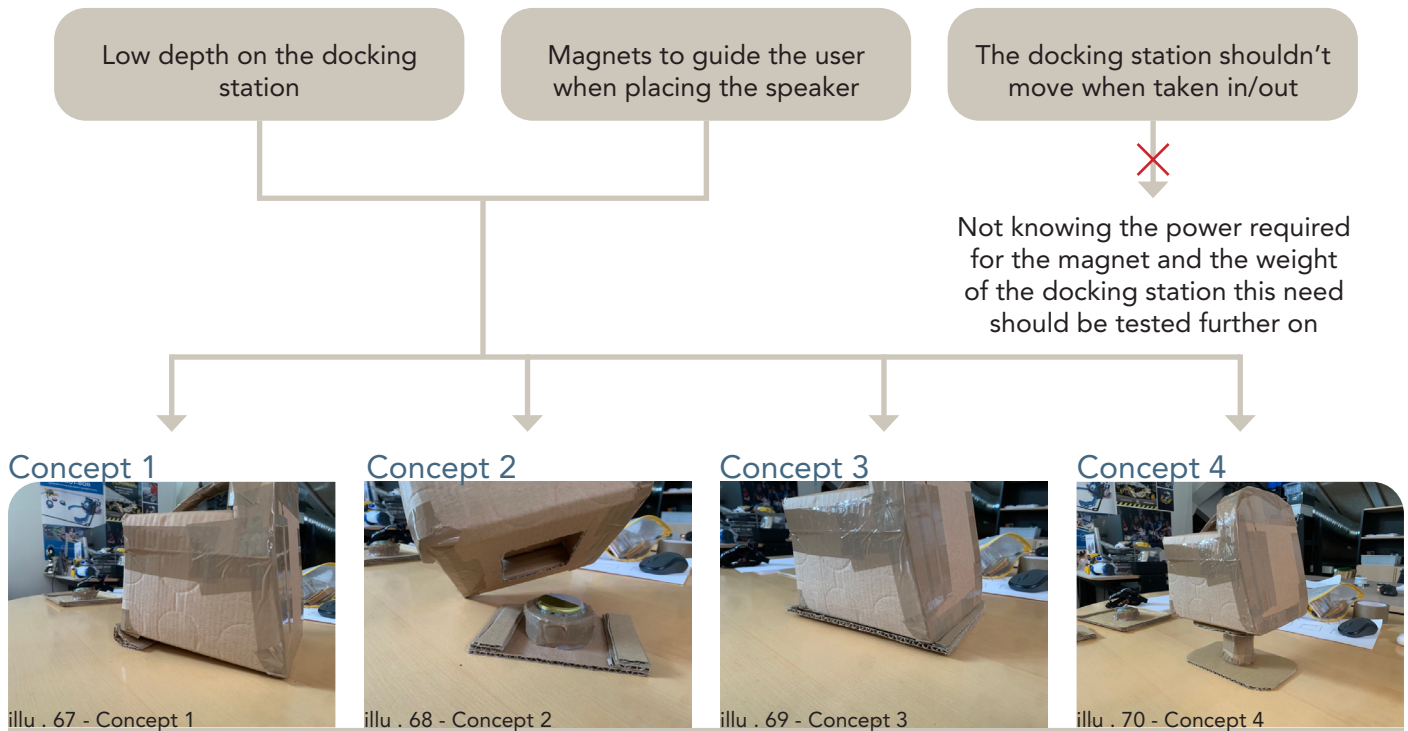 Low depth on the docking
station
Magnets to guide the user
when placing the speaker
The docking station shouldn't
move when taken in/out
Not knowing the power required
for the magnet and the weight
of the docking station this need
should be tested further on
Concept 1
Concept 2
Concept 3
Concept 4
illu . 67 - Concept 1
illu . 68 - Concept 2
illu . 69 - Concept 3
illu . 70 - Concept 4